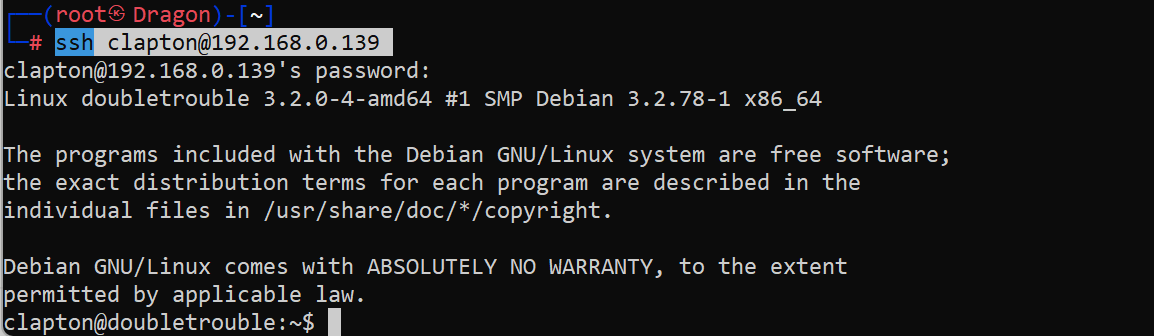 ┌──(root㉿Dragon)-[~]
└─# ssh clapton@192.168.0.139
clapton@192.168.0.139's password:
Linux doubletrouble 3.2.0-4-amd64 #1 SMP Debian 3.2.78-1 x86_64
The programs included with the Debian GNU/Linux system are free software;
the exact distribution terms for each program are described in the
individual files in /usr/share/doc/*/copyright.
Debian GNU/Linux comes with ABSOLUTELY NO WARRANTY, to the extent
permitted by applicable law.
clapton@doubletrouble:~$